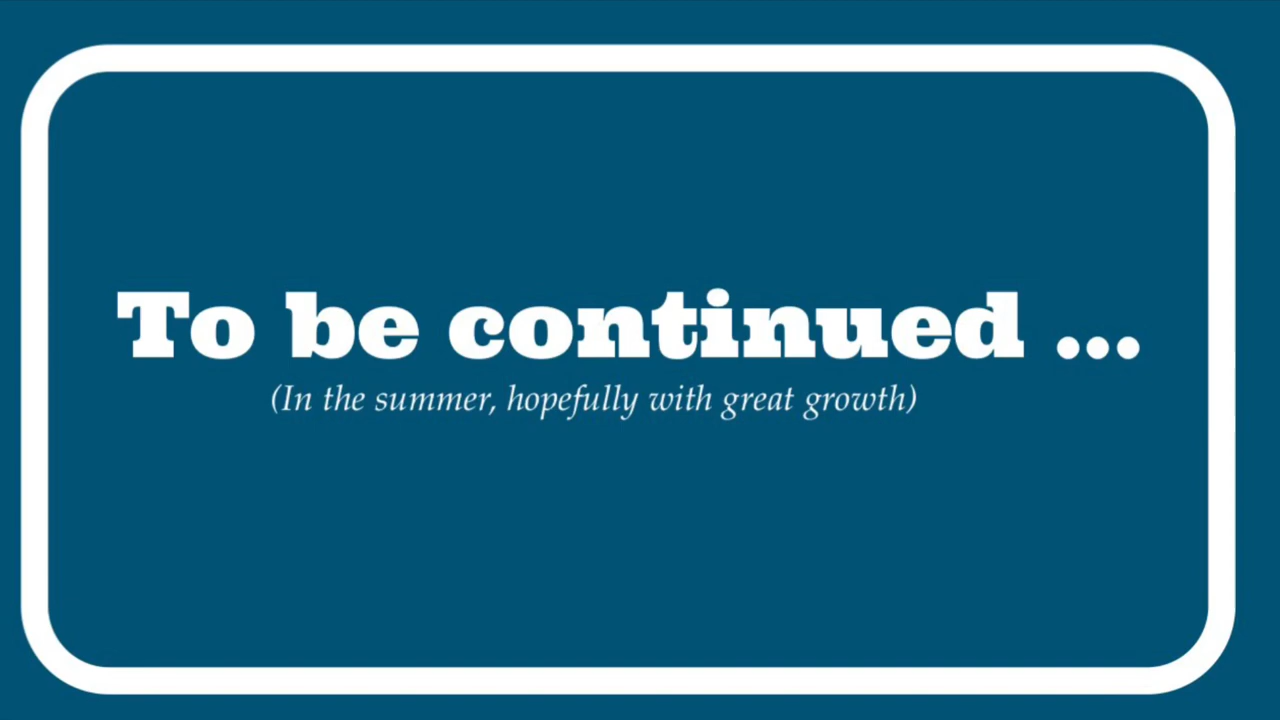 To be continued ...
(In the summer, hopefully with great growth)